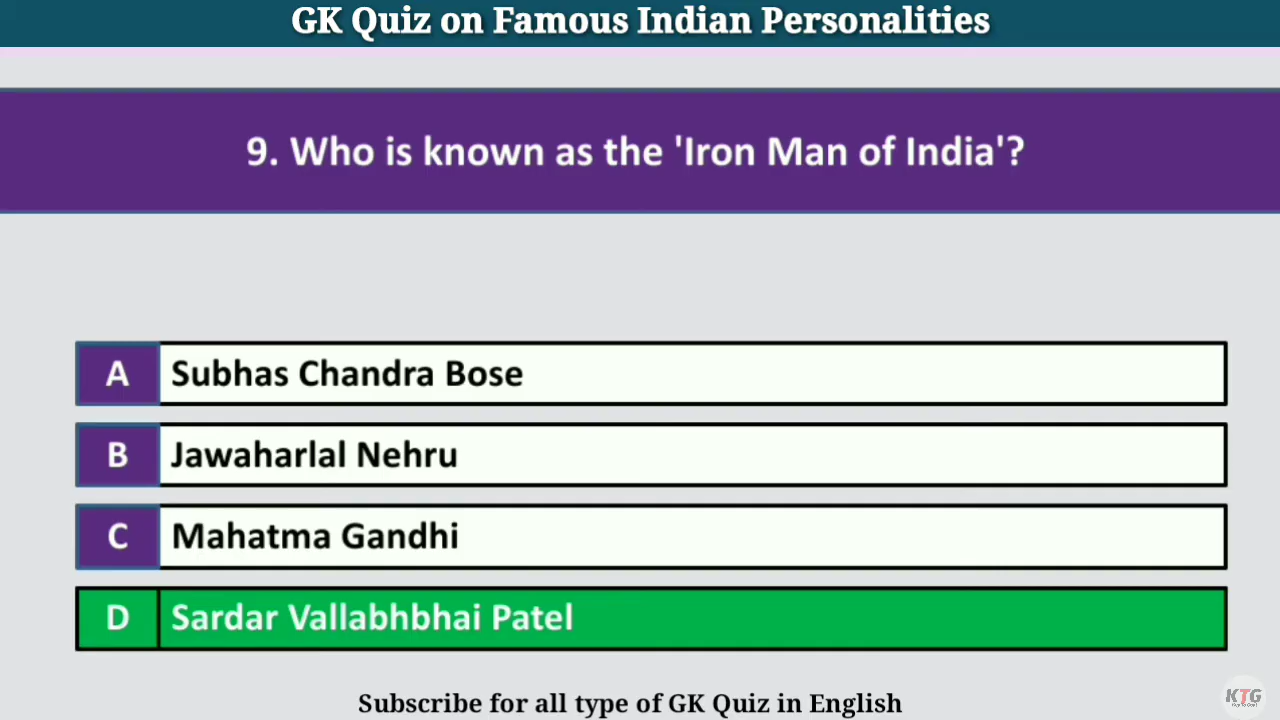 GK Quiz on Famous Indian Personalities
9. Who is known as the 'Iron Man of India'?
A Subhas Chandra Bose
B Jawaharlal Nehru
C Mahatma Gandhi
D Sardar Vallabhbhai Patel
Subscribe for all type of GK Quiz in English
KTG